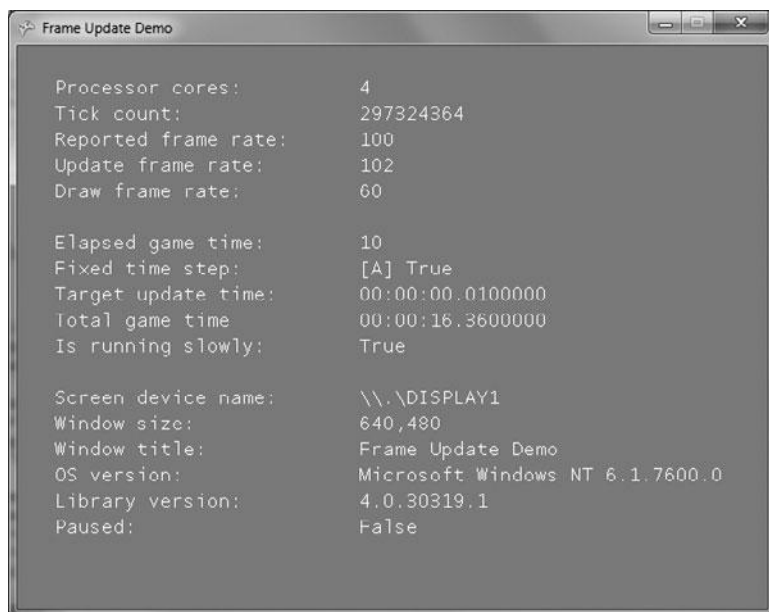 Frame Update Demo
Processor cores: 4
Tick count: 297324364
Reported frame rate: 100
Update frame rate: 102
Draw frame rate: 60
Elapsed game time: 10
Fixed time step: [A] True
Target update time: 00:00:00.0100000
Total game time 00:00:16.3600000
Is running slowly: True
Screen device name: \\.\DISPLAY1
Window size: 640,480
Window title: Frame Update Demo
OS version: Microsoft Windows NT 6.1.7600.0
Library version: 4.0.30319.1
Paused: False